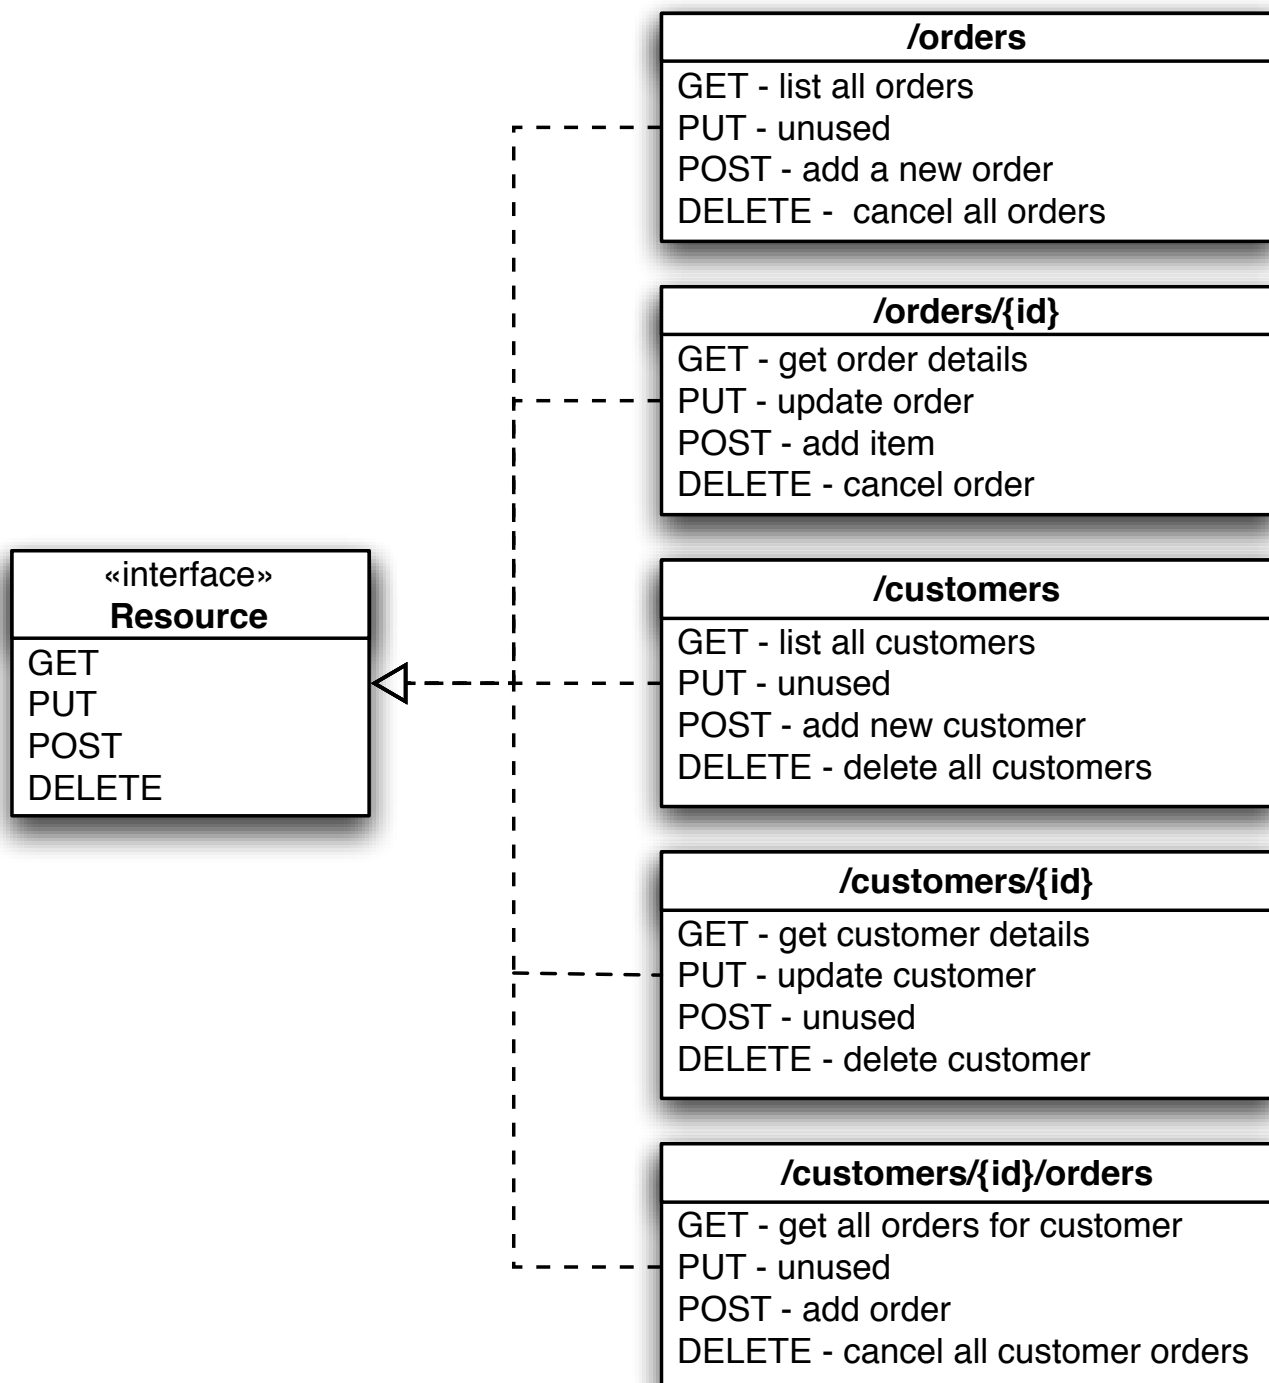 /orders
GET - list all orders
PUT - unused
POST - add a new order
DELETE -  cancel all orders
/orders/{id}
GET - get order details
PUT - update order
POST - add item
DELETE - cancel order
«interface»
Resource
GET
PUT
POST
DELETE
/customers
GET - list all customers
PUT - unused
POST - add new customer
DELETE - delete all customers
/customers/{id}
GET - get customer details
PUT - update customer
POST - unused
DELETE - delete customer
/customers/{id}/orders
GET - get all orders for customer
PUT - unused
POST - add order
DELETE - cancel all customer orders